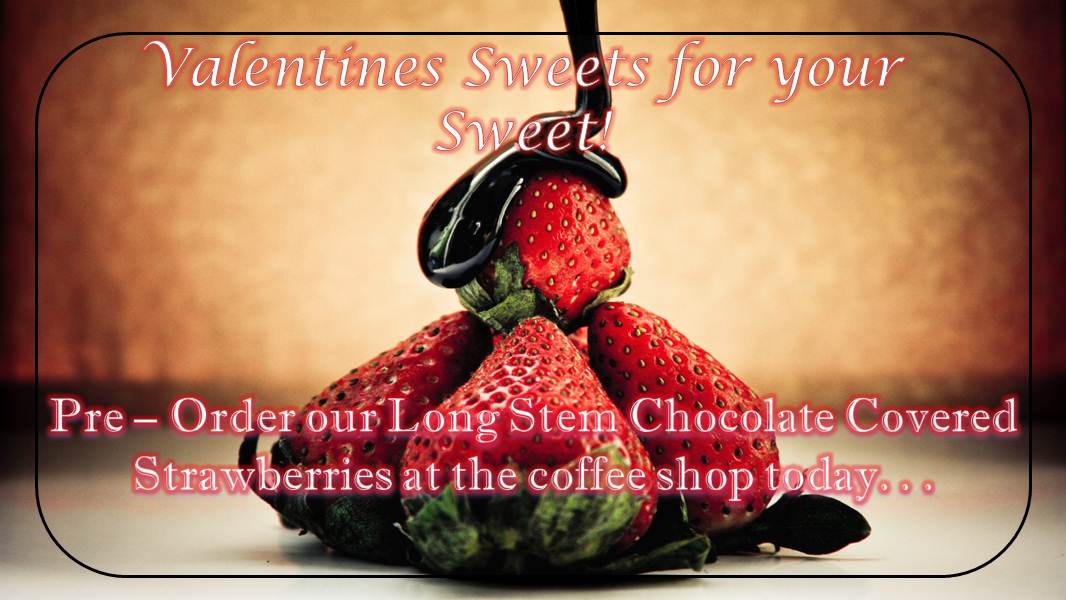 Valentines Sweets for your
Sweet!
Pre – Order our Long Stem Chocolate Covered
Strawberries at the coffee shop today. . .